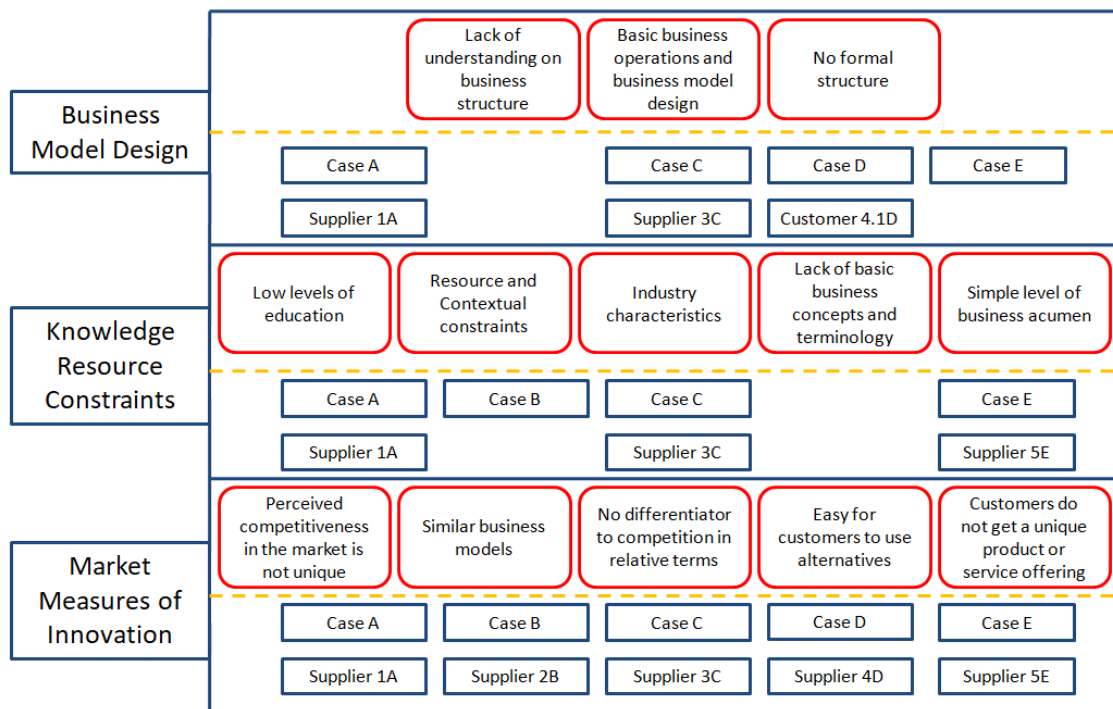 Business
Model Design
Lack of
understanding on
business
structure
Basic business
operations and
business model
design
No formal
structure
Case A
Case C
Case D
Case E
Supplier 1A
Supplier 3C
Customer 4.1D
Knowledge
Resource
Constraints
Low levels of
education
Resource and
Contextual
constraints
Industry
characteristics
Lack of basic
business
concepts and
terminology
Simple level of
business acumen
Case A
Case B
Case C
Case E
Supplier 1A
Supplier 3C
Supplier 5E
Market
Measures of
Innovation
Perceived
competitiveness
in the market is
not unique
Similar business
models
No differentiator
to competition in
relative terms
Easy for
customers to use
alternatives
Customers do
not get a unique
product or
service offering
Case A
Case B
Case C
Case D
Case E
Supplier 1A
Supplier 2B
Supplier 3C
Supplier 4D
Supplier 5E